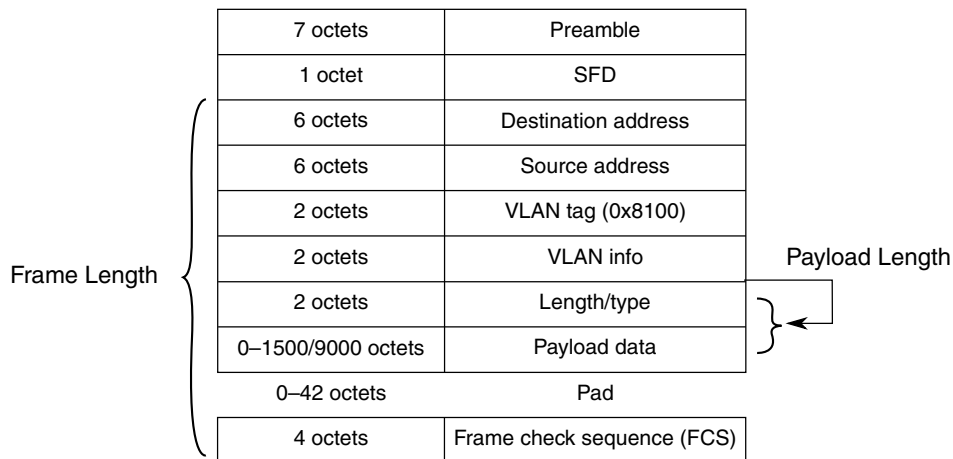 7 octets Preamble
1 octet SFD
6 octets Destination address
6 octets Source address
2 octets VLAN tag (0x8100)
2 octets VLAN info
Payload Length
Frame Length
2 octets Length/type
0–1500/9000 octets Payload data
0–42 octets Pad
4 octets Frame check sequence (FCS)